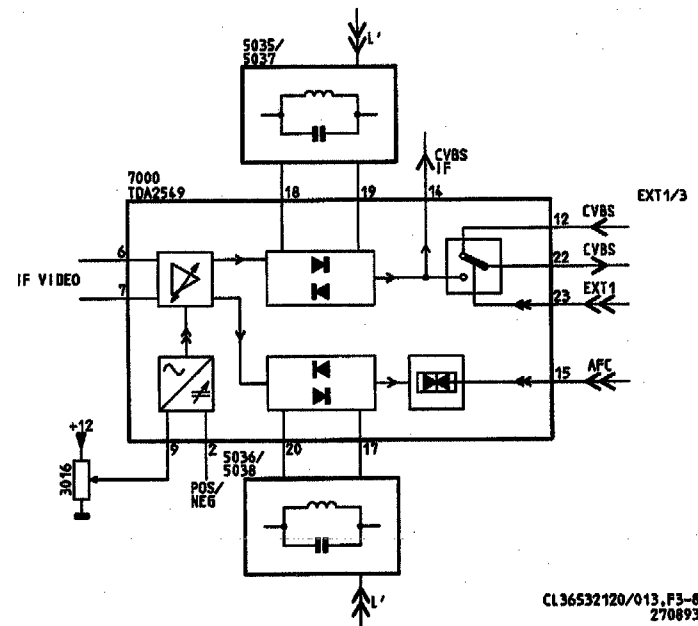 L'
5035/
5037
CVBS
IF
7000
TDA2549
18
19
14
EXT1/3
12
CVBS
6
22
CVBS
IF VIDEO
7
23
EXT1
15
AFC
+12
9
2
5036/
5038
20
17
3016
POS/
NEG
L'
CL36532120/013.F3-8
270893